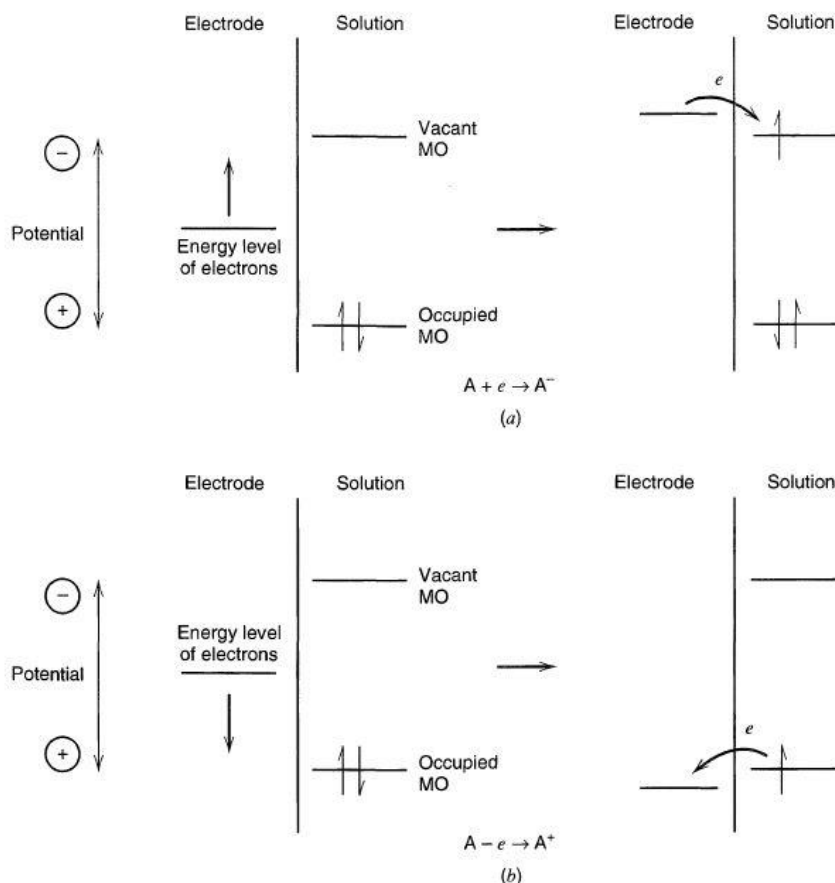 Electrode Solution Electrode Solution
e
Vacant
MO
−
Potential
Energy level
of electrons
+
Occupied
MO
A + e → A⁻
(a)
Electrode Solution Electrode Solution
Vacant
MO
−
Energy level
of electrons
Potential
+
e
Occupied
MO
A − e → A⁺
(b)